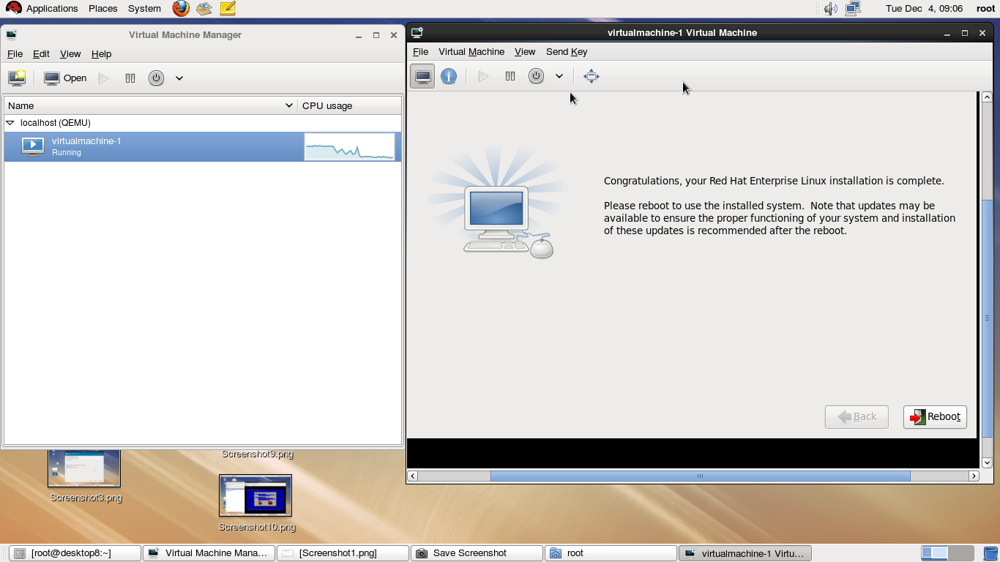 Applications Places System
Tue Dec 4, 09:06 root
Virtual Machine Manager
File Edit View Help
Open
Name CPU usage
localhost (QEMU)
virtualmachine-1
Running
virtualmachine-1 Virtual Machine
File Virtual Machine View Send Key
Congratulations, your Red Hat Enterprise Linux installation is complete.
Please reboot to use the installed system. Note that updates may be
available to ensure the proper functioning of your system and installation
of these updates is recommended after the reboot.
Back Reboot
Screenshot9.png
Screenshot3.png
Screenshot10.png
[root@desktop8:~] Virtual Machine Mana... [Screenshot1.png] Save Screenshot root virtualmachine-1 Virtu...